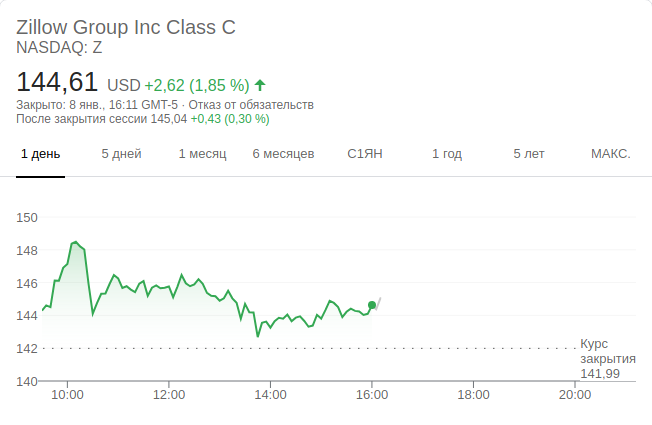 Zillow Group Inc Class C
NASDAQ: Z
144,61 USD +2,62 (1,85 %)
Закрыто: 8 янв., 16:11 GMT-5 · Отказ от обязательств
После закрытия сессии 145,04 +0,43 (0,30 %)
1 день 5 дней 1 месяц 6 месяцев С1ЯН 1 год 5 лет МАКС.
150
148
146
144
142
140
Курс
закрытия
141,99
10:00 12:00 14:00 16:00 18:00 20:00